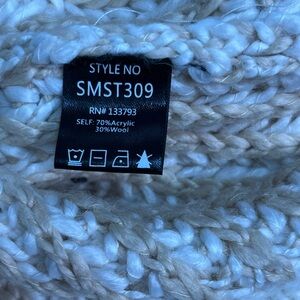 STYLE NO
SMST309
RN# 133793
SELF: 70%Acrylic
30%Wool